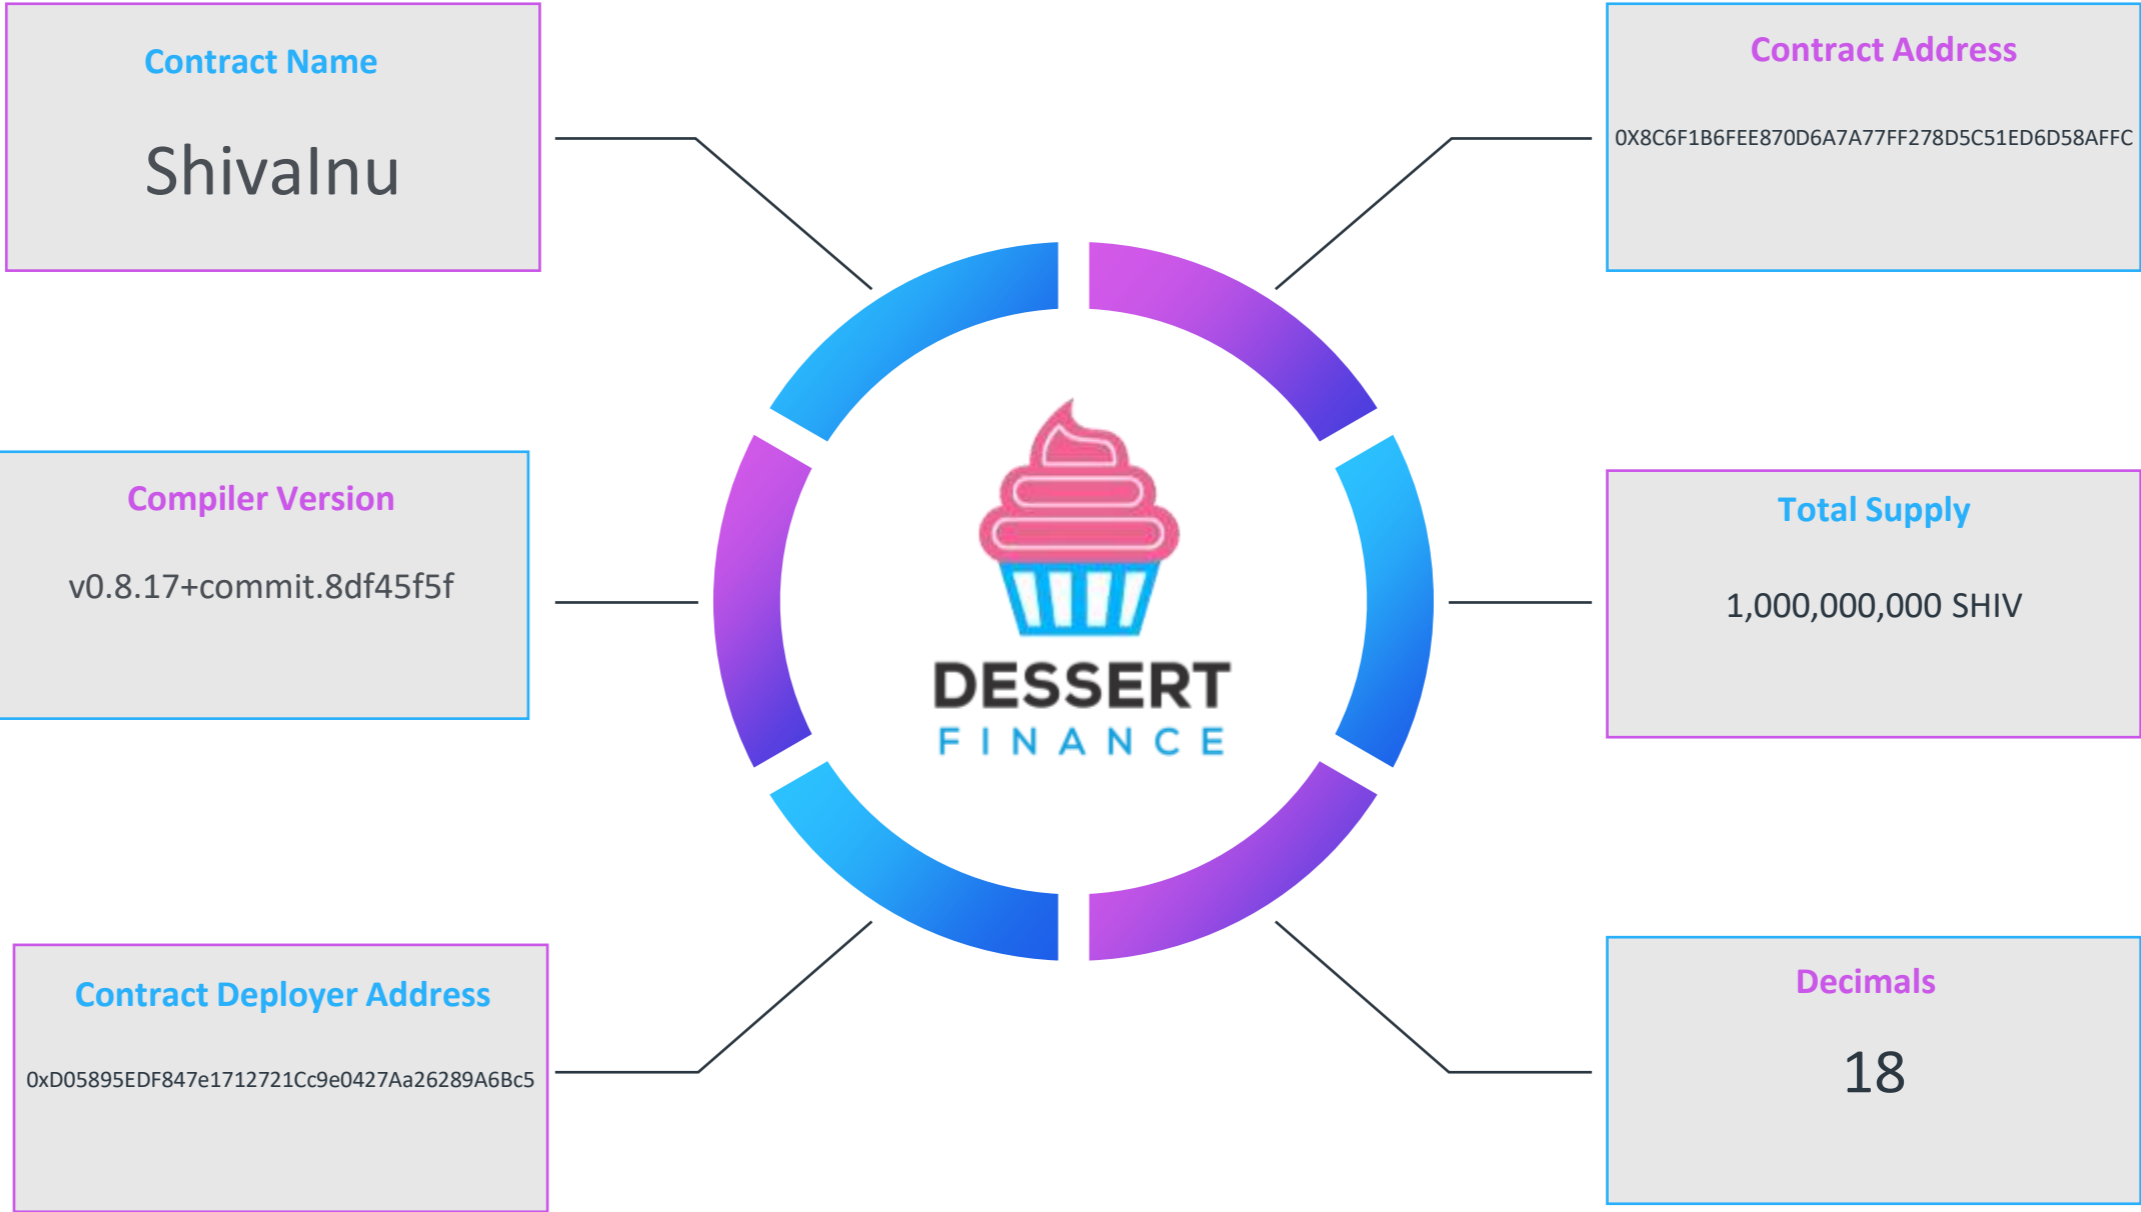 Contract Name
ShivaInu
Contract Address
0X8C6F1B6FEE870D6A7A77FF278D5C51ED6D58AFFC
Compiler Version
v0.8.17+commit.8df45f5f
DESSERT
FINANCE
Total Supply
1,000,000,000 SHIV
Contract Deployer Address
0xD05895EDF847e1712721Cc9e0427Aa26289A6Bc5
Decimals
18